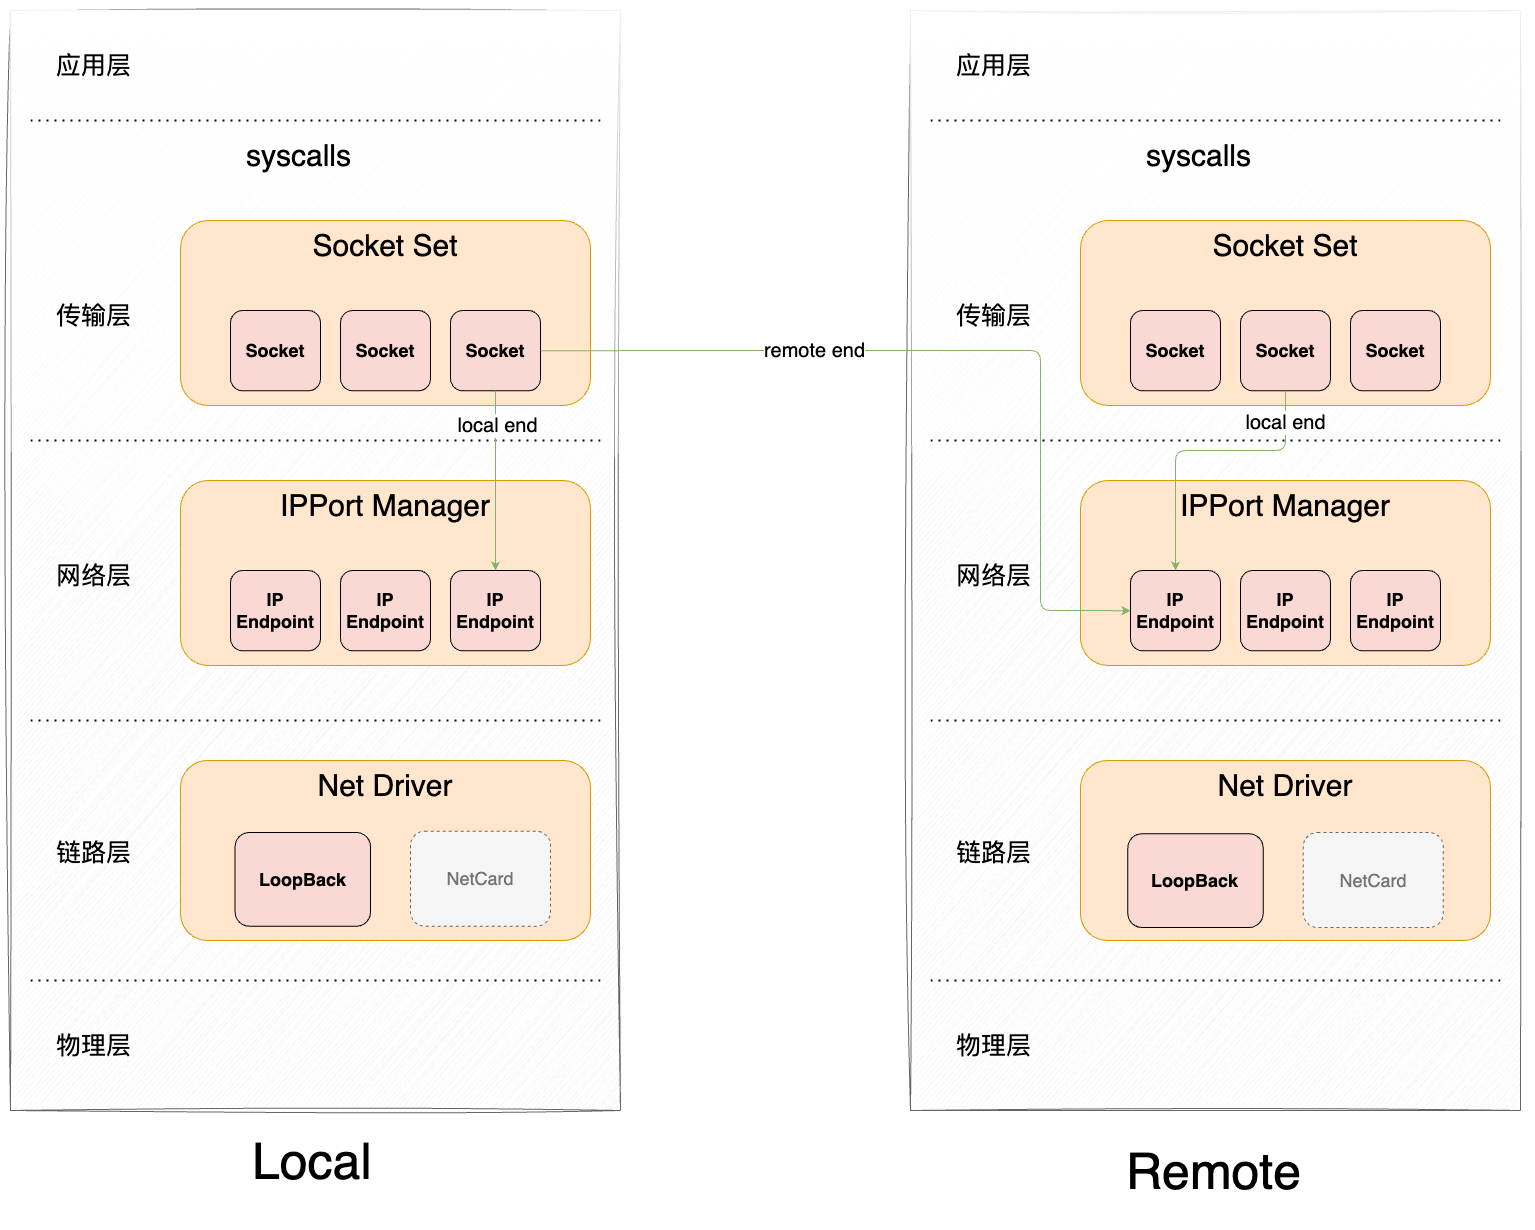 应用层
syscalls
Socket Set
传输层
Socket
Socket
Socket
local end
IPPort Manager
网络层
IP
Endpoint
IP
Endpoint
IP
Endpoint
Net Driver
链路层
LoopBack
NetCard
物理层
Local
remote end
应用层
syscalls
Socket Set
传输层
Socket
Socket
Socket
local end
IPPort Manager
网络层
IP
Endpoint
IP
Endpoint
IP
Endpoint
Net Driver
链路层
LoopBack
NetCard
物理层
Remote